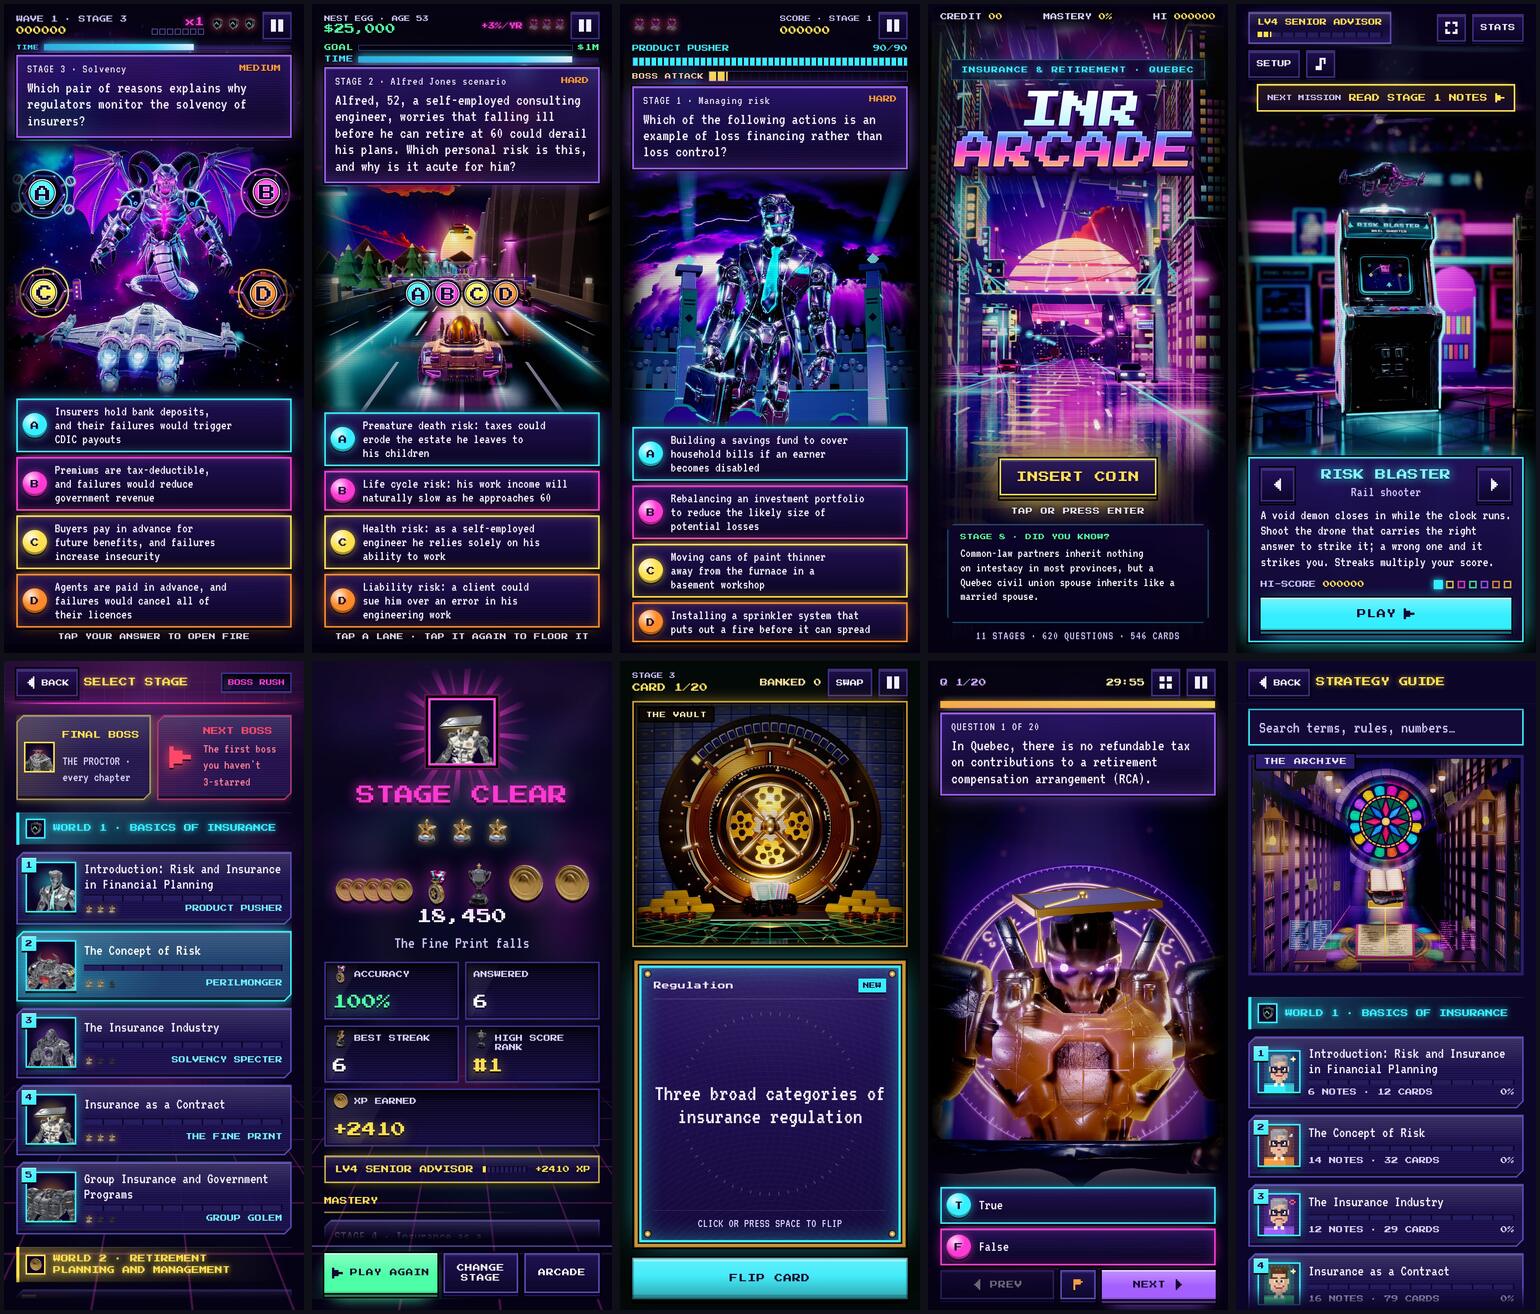 WAVE 1 · STAGE 3
000000
x1
TIME
STAGE 3 · Solvency
MEDIUM
Which pair of reasons explains why
regulators monitor the solvency of
insurers?
A
B
C
D
A
Insurers hold bank deposits,
and their failures would trigger
CDIC payouts
B
Premiums are tax-deductible,
and failures would reduce
government revenue
C
Buyers pay in advance for
future benefits, and failures
increase insecurity
D
Agents are paid in advance, and
failures would cancel all of
their licences
TAP YOUR ANSWER TO OPEN FIRE
NEST EGG · AGE 53
$25,000
+3%/YR
GOAL
$1M
TIME
STAGE 2 · Alfred Jones scenario
HARD
Alfred, 52, a self-employed consulting
engineer, worries that falling ill
before he can retire at 60 could derail
his plans. Which personal risk is this,
and why is it acute for him?
A
B
C
D
A
Premature death risk: taxes could
erode the estate he leaves to
his children
B
Life cycle risk: his work income will
naturally slow as he approaches 60
C
Health risk: as a self-employed
engineer he relies solely on his
ability to work
D
Liability risk: a client could
sue him over an error in his
engineering work
TAP A LANE · TAP IT AGAIN TO FLOOR IT
SCORE · STAGE 1
000000
PRODUCT PUSHER
90/90
BOSS ATTACK
STAGE 1 · Managing risk
HARD
Which of the following actions is an
example of loss financing rather than
loss control?
A
Building a savings fund to cover
household bills if an earner
becomes disabled
B
Rebalancing an investment portfolio
to reduce the likely size of
potential losses
C
Moving cans of paint thinner
away from the furnace in a
basement workshop
D
Installing a sprinkler system that
puts out a fire before it can spread
CREDIT 00
MASTERY 0%
HI 000000
INSURANCE & RETIREMENT · QUEBEC
INR
ARCADE
INSERT COIN
TAP OR PRESS ENTER
STAGE 8 · DID YOU KNOW?
Common-law partners inherit nothing
on intestacy in most provinces, but a
Quebec civil union spouse inherits like a
married spouse.
11 STAGES · 620 QUESTIONS · 546 CARDS
LV4 SENIOR ADVISOR
STATS
SETUP
NEXT MISSION READ STAGE 1 NOTES
RISK BLASTER
RISK BLASTER
Rail shooter
A void demon closes in while the clock runs.
Shoot the drone that carries the right
answer to strike it; a wrong one and it
strikes you. Streaks multiply your score.
HI-SCORE 000000
PLAY
BACK
SELECT STAGE
BOSS RUSH
FINAL BOSS
THE PROCTOR ·
every chapter
NEXT BOSS
The first boss
you haven't
3-starred
WORLD 1 · BASICS OF INSURANCE
1
Introduction: Risk and Insurance
in Financial Planning
PRODUCT PUSHER
2
The Concept of Risk
PERILMONGER
3
The Insurance Industry
SOLVENCY SPECTER
4
Insurance as a Contract
THE FINE PRINT
5
Group Insurance and Government
Programs
GROUP GOLEM
WORLD 2 · RETIREMENT
PLANNING AND MANAGEMENT
STAGE CLEAR
18,450
The Fine Print falls
ACCURACY
100%
ANSWERED
6
BEST STREAK
6
HIGH SCORE
RANK
#1
XP EARNED
+2410
LV4 SENIOR ADVISOR
+2410 XP
MASTERY
STAGE 4 · Insurance as a
PLAY AGAIN
CHANGE
STAGE
ARCADE
STAGE 3
CARD 1/20
BANKED 0
SWAP
THE VAULT
Regulation
NEW
Three broad categories of
insurance regulation
CLICK OR PRESS SPACE TO FLIP
FLIP CARD
Q 1/20
29:55
QUESTION 1 OF 20
In Quebec, there is no refundable tax
on contributions to a retirement
compensation arrangement (RCA).
T
True
F
False
PREV
NEXT
BACK
STRATEGY GUIDE
Search terms, rules, numbers…
THE ARCHIVE
WORLD 1 · BASICS OF INSURANCE
1
Introduction: Risk and Insurance
in Financial Planning
6 NOTES · 12 CARDS
0%
2
The Concept of Risk
14 NOTES · 32 CARDS
0%
3
The Insurance Industry
12 NOTES · 29 CARDS
0%
4
Insurance as a Contract
16 NOTES · 79 CARDS
0%